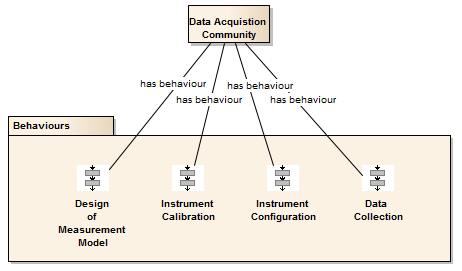 Data Acquistion
Community
has behaviour
has behaviour
has behaviour
has behaviour
Behaviours
Design
of
Measurement
Model
Instrument
Calibration
Instrument
Configuration
Data
Collection